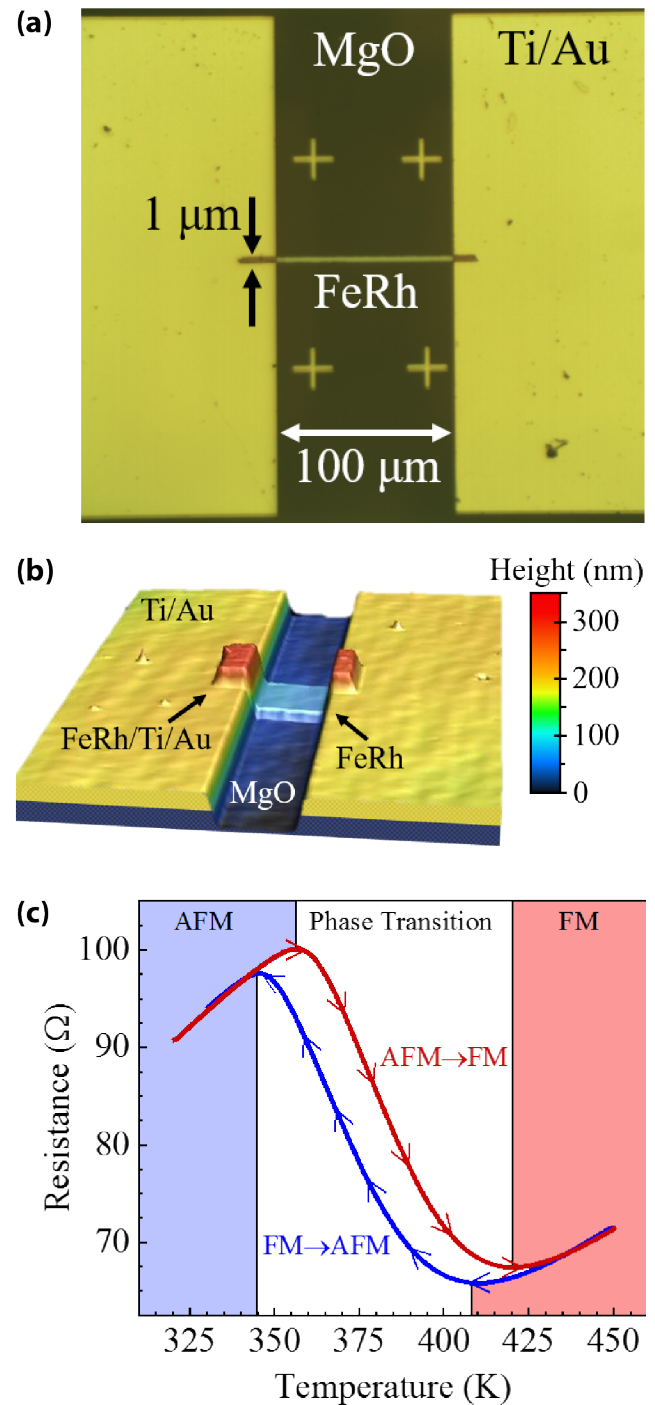 (a)
MgO
Ti/Au
1 μm
FeRh
100 μm
(b)
Height (nm)
Ti/Au
300
200
FeRh/Ti/Au
FeRh
100
MgO
0
(c)
AFM
Phase Transition
FM
100
90
80
70
Resistance (Ω)
AFM→FM
FM→AFM
325
350
375
400
425
450
Temperature (K)